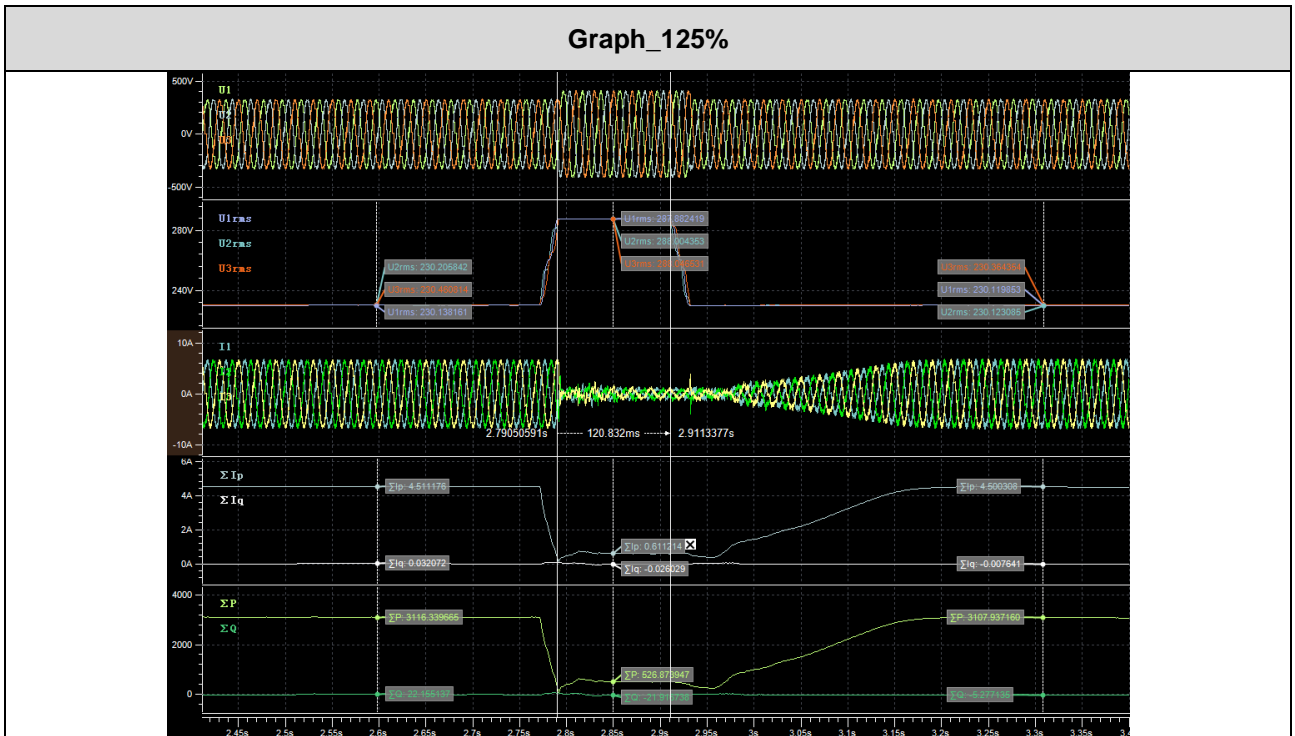 Graph_125%
500V
U1
U2
0V
-500V
U1rms
280V
U2rms
U3rms
240V
U1rms: 287.882419
U2rms: 288.004363
U2rms: 230.205842
U1rms: 230.138161
U1rms: 230.119853
U2rms: 230.123085
10A
I1
0A
-10A
2.79050591s
120.832ms
2.9113377s
6A
ΣIp
ΣIq
4A
2A
0A
ΣIp: 4.511176
ΣIp: 0.611214
ΣIp: 4.500308
ΣIq: 0.032072
ΣIq: -0.026029
ΣIq: -0.007641
4000
ΣP
ΣQ
2000
0
ΣP: 3116.339665
ΣP: 526.873947
ΣP: 3107.937160
ΣQ: 22.155137
ΣQ: -5.277135
2.45s 2.5s 2.55s 2.6s 2.65s 2.7s 2.75s 2.8s 2.85s 2.9s 2.95s 3s 3.05s 3.1s 3.15s 3.2s 3.25s 3.3s 3.35s